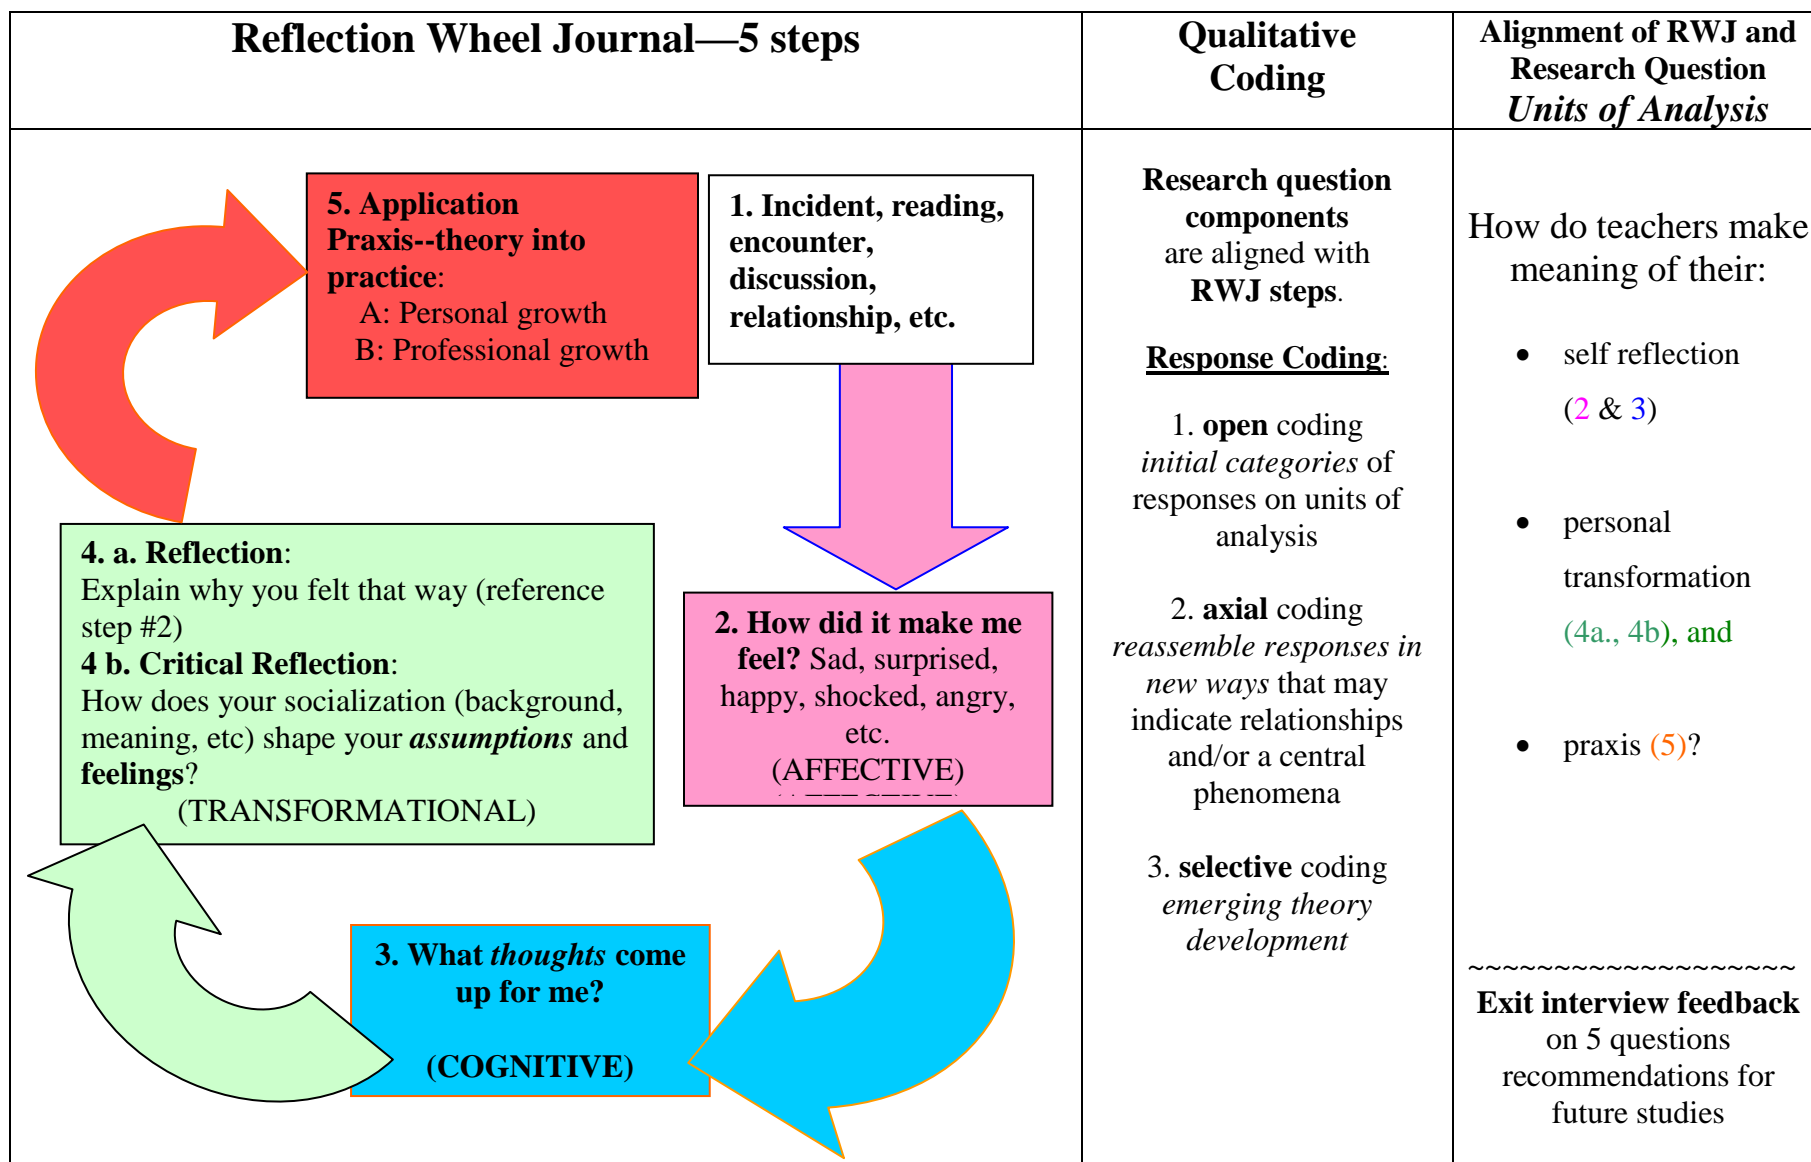 Reflection Wheel Journal—5 steps
Qualitative
Coding
Alignment of RWJ and
Research Question
Units of Analysis
5. Application
Praxis--theory into
practice:
A: Personal growth
B: Professional growth
1. Incident, reading,
encounter,
discussion,
relationship, etc.
2. How did it make me
feel? Sad, surprised,
happy, shocked, angry,
etc.
(AFFECTIVE)
3. What thoughts come
up for me?
(COGNITIVE)
4. a. Reflection:
Explain why you felt that way (reference
step #2)
4 b. Critical Reflection:
How does your socialization (background,
meaning, etc) shape your assumptions and
feelings?
(TRANSFORMATIONAL)
Research question
components
are aligned with
RWJ steps.
Response Coding:
1. open coding
initial categories of
responses on units of
analysis
2. axial coding
reassemble responses in
new ways that may
indicate relationships
and/or a central
phenomena
3. selective coding
emerging theory
development
How do teachers make
meaning of their:
• self reflection
(2 & 3)
• personal
transformation
(4a., 4b), and
• praxis (5)?
~~~~~~~~~~~~~~~~~~~
Exit interview feedback
on 5 questions
recommendations for
future studies